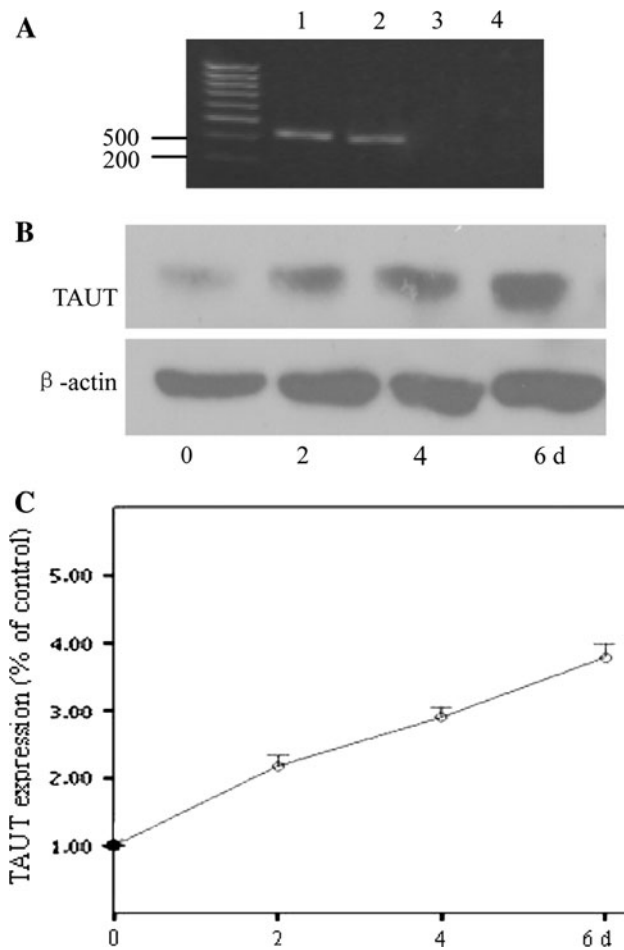 A
1 2 3 4
500
200
B
TAUT
β-actin
0 2 4 6 d
C
TAUT expression (% of control)
5.00
4.00
3.00
2.00
1.00
0 2 4 6 d